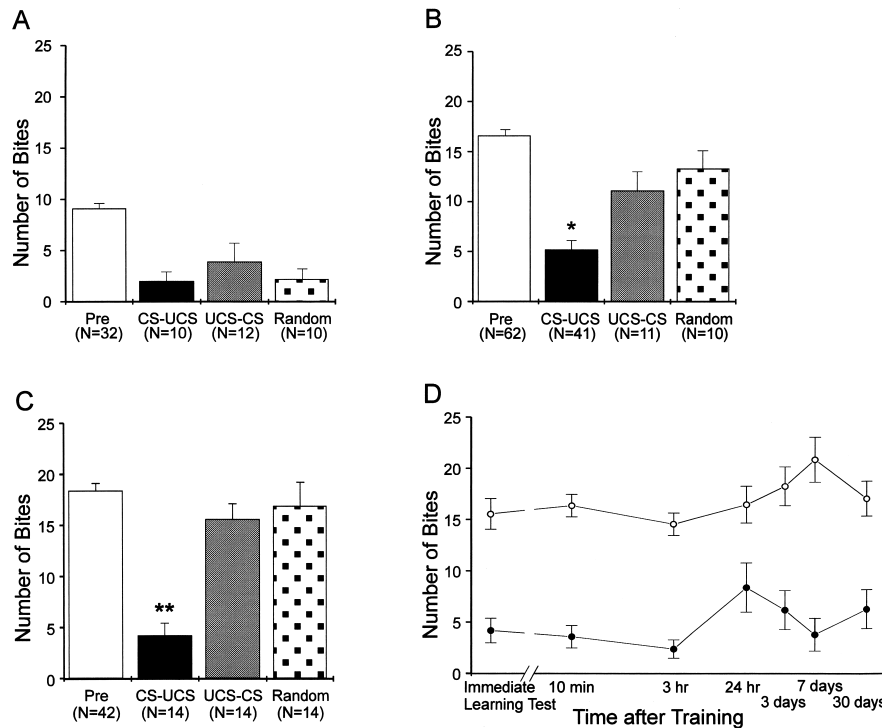 A
25
20
15
10
5
0
Number of Bites
Pre CS-UCS UCS-CS Random
(N=32) (N=10) (N=12) (N=10)
B
25
20
15
10
5
0
Number of Bites
*
Pre CS-UCS UCS-CS Random
(N=62) (N=41) (N=11) (N=10)
C
25
20
15
10
5
0
Number of Bites
**
Pre CS-UCS UCS-CS Random
(N=42) (N=14) (N=14) (N=14)
D
25
20
15
10
5
0
Number of Bites
Immediate 10 min 3 hr 24 hr 7 days
Learning Test 3 days 30 days
Time after Training